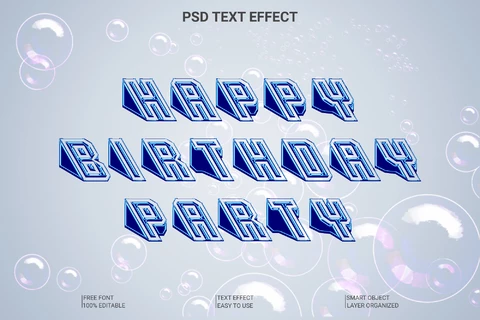 PSD TEXT EFFECT
HAPPY
BIRTHDAY
PARTY
FREE FONT
100% EDITABLE
TEXT EFFECT
EASY TO USE
SMART OBJECT
LAYER ORGANIZED